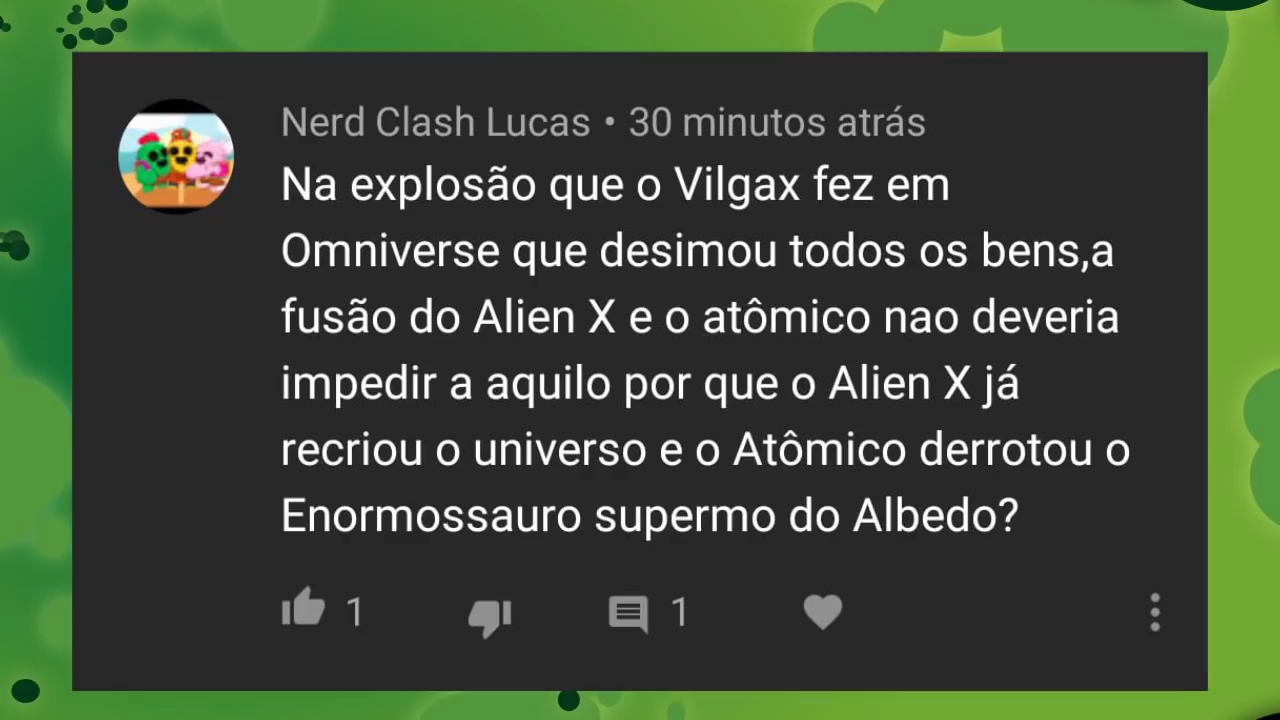 Nerd Clash Lucas • 30 minutos atrás
Na explosão que o Vilgax fez em
Omniverse que desimou todos os bens,a
fusão do Alien X e o atômico nao deveria
impedir a aquilo por que o Alien X já
recriou o universo e o Atômico derrotou o
Enormossauro supermo do Albedo?
1 1